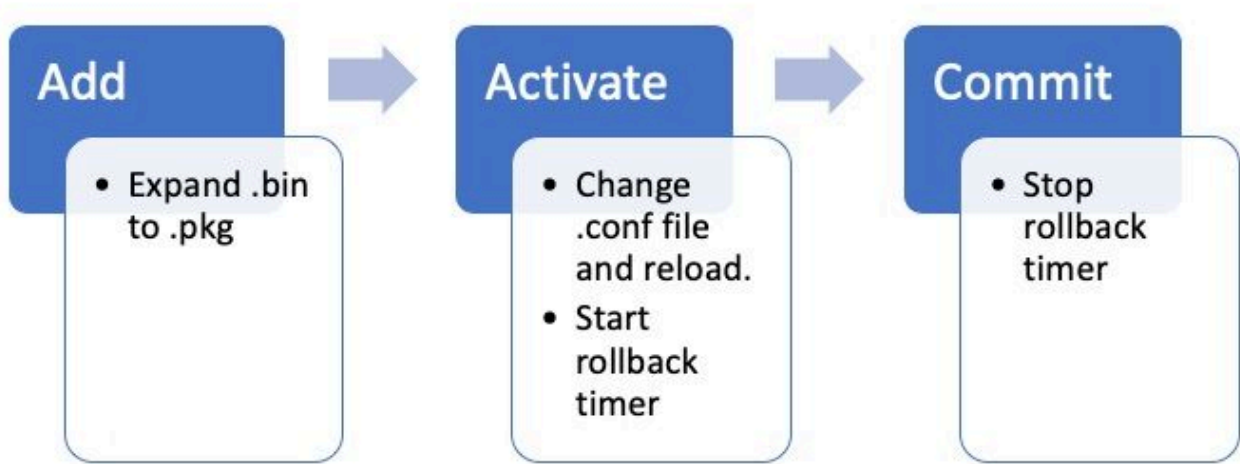 Add
• Expand .bin
to .pkg
Activate
• Change
.conf file
and reload.
• Start
rollback
timer
Commit
• Stop
rollback
timer